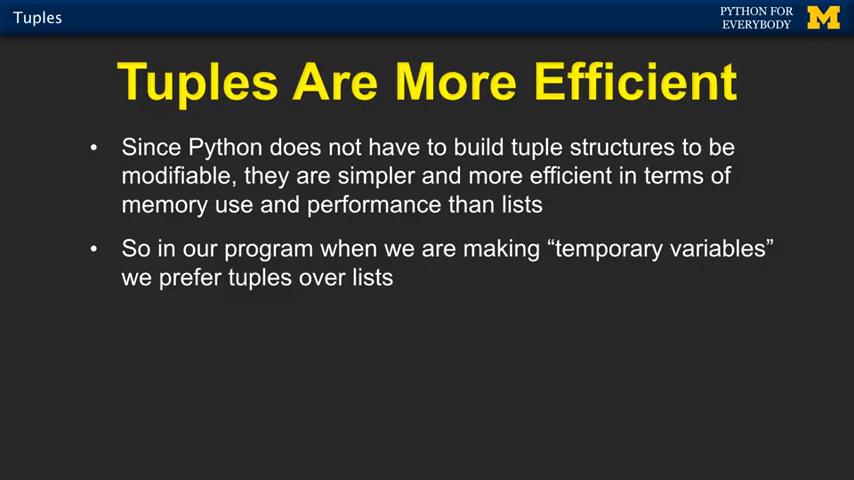 Tuples
PYTHON FOR
EVERYBODY
M
Tuples Are More Efficient
• Since Python does not have to build tuple structures to be
modifiable, they are simpler and more efficient in terms of
memory use and performance than lists
• So in our program when we are making “temporary variables”
we prefer tuples over lists